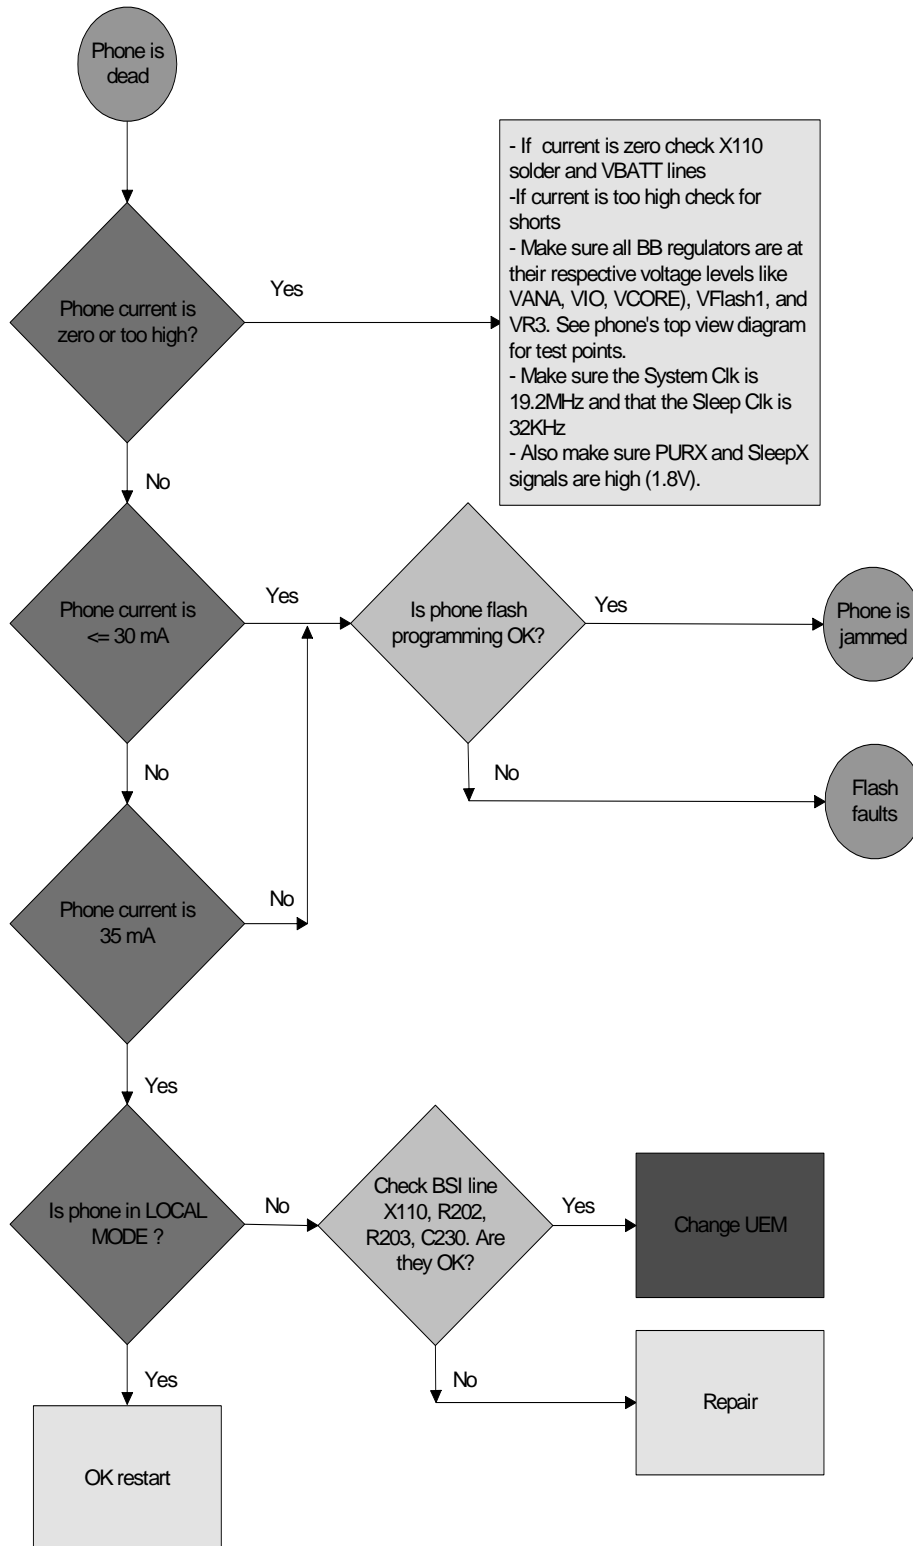 Phone is
dead
- If current is zero check X110
solder and VBATT lines
-If current is too high check for
shorts
- Make sure all BB regulators are at
their respective voltage levels like
VANA, VIO, VCORE), VFlash1, and
VR3. See phone's top view diagram
for test points.
- Make sure the System Clk is
19.2MHz and that the Sleep Clk is
32KHz
- Also make sure PURX and SleepX
signals are high (1.8V).
Phone current is
zero or too high?
Yes
No
Phone current is
<= 30 mA
Yes
Is phone flash
programming OK?
Yes
Phone is
jammed
No
No
Flash
faults
Phone current is
35 mA
No
Yes
Is phone in LOCAL
MODE ?
No
Check BSI line
X110, R202,
R203, C230. Are
they OK?
Yes
Change UEM
Yes
No
Repair
OK restart